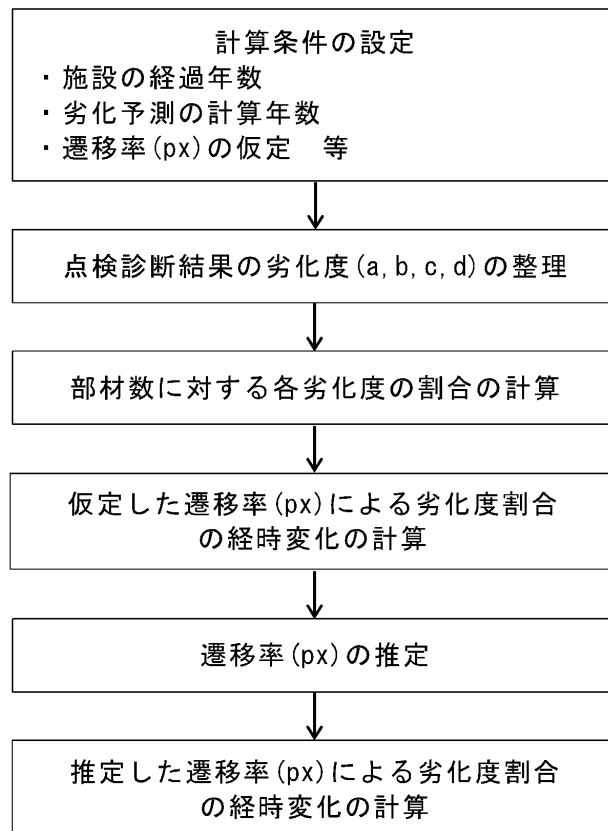 計算条件の設定
・施設の経過年数
・劣化予測の計算年数
・遷移率(px)の仮定　等
点検診断結果の劣化度(a,b,c,d)の整理
部材数に対する各劣化度の割合の計算
仮定した遷移率(px)による劣化度割合
の経時変化の計算
遷移率(px)の推定
推定した遷移率(px)による劣化度割合
の経時変化の計算